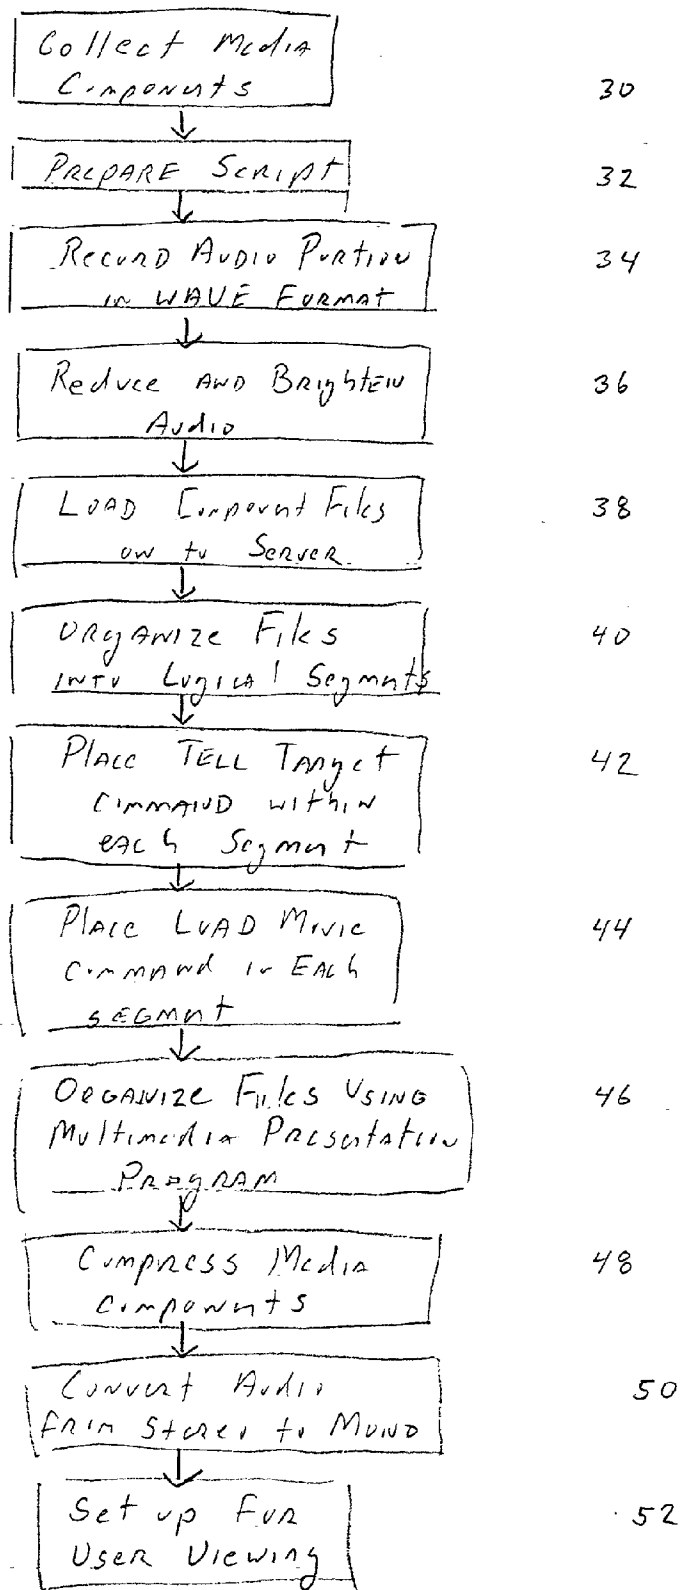 Collect Media
Components
30
PREPARE Script
32
RECORD AUDIO PORTION
in WAVE FORMAT
34
Reduce AND BrighteN
Audio
36
LOAD Component Files
on to Server
38
ORgANIZe Files
INTO Logical Segments
40
Place TELL Target
COMMAND within
each Segment
42
Place LOAD Movie
Command in Each
SEGMENT
44
ORGANIZE Files USING
Multimedia Presentation
PRogRAM
46
Compress Media
Components
48
Convert Audio
from Stereo to MONO
50
Set up FOR
User Viewing
52